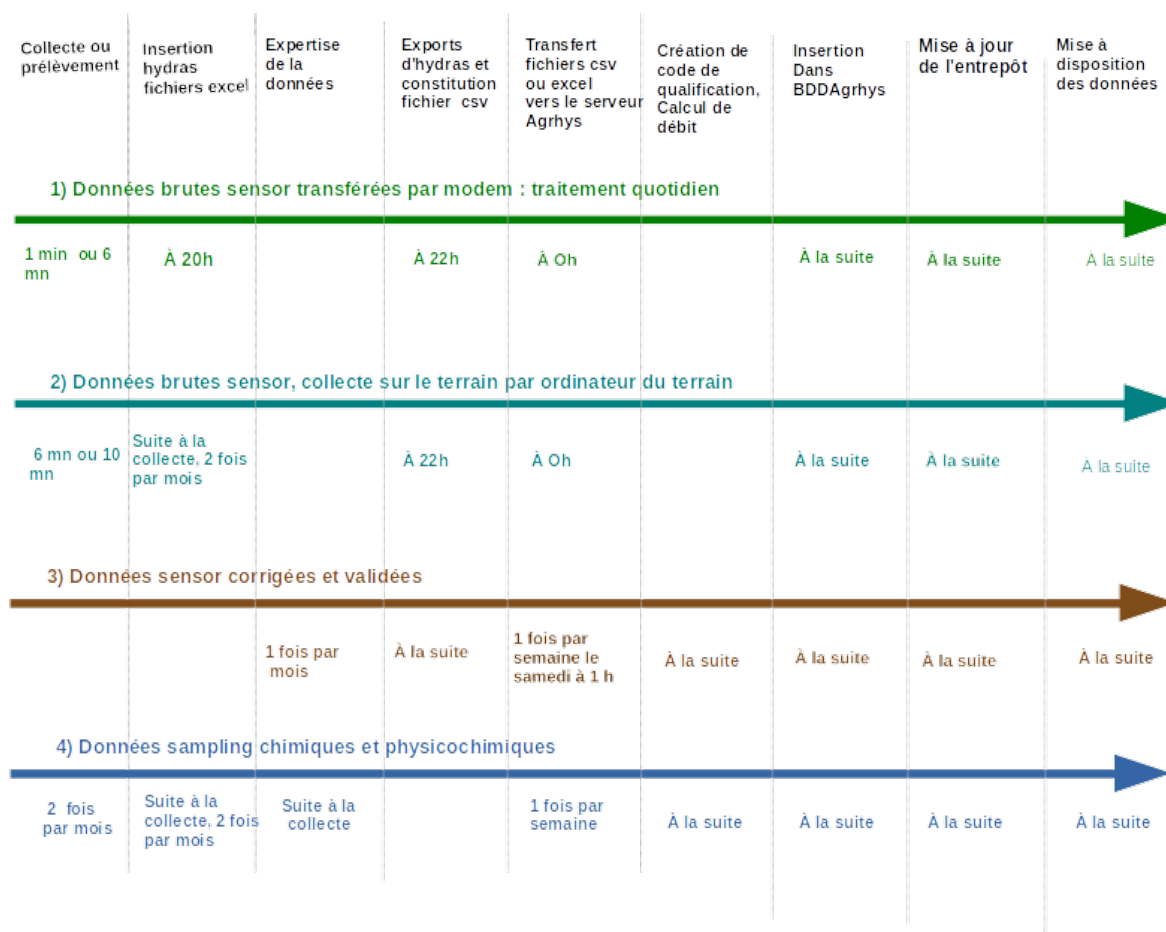 Collecte ou
prélèvement
Insertion
hydras
fichiers excel
Expertise
de la
données
Exports
d'hydras et
constitution
fichier csv
Transfert
fichiers csv
ou excel
vers le serveur
Agrhys
Création de
code de
qualification,
Calcul de
débit
Insertion
Dans
BDDAgrhys
Mise à jour
de l'entrepôt
Mise à
disposition
des données
1) Données brutes sensor transférées par modem : traitement quotidien
1 min ou 6
mn
À 20h
À 22h
À Oh
À la suite
À la suite
À la suite
2) Données brutes sensor, collecte sur le terrain par ordinateur du terrain
6 mn ou 10
mn
Suite à la
collecte, 2 fois
par mois
À 22h
À Oh
À la suite
À la suite
À la suite
3) Données sensor corrigées et validées
1 fois par
mois
À la suite
1 fois par
semaine le
samedi à 1 h
À la suite
À la suite
À la suite
À la suite
4) Données sampling chimiques et physicochimiques
2 fois
par mois
Suite à la
collecte, 2 fois
par mois
Suite à la
collecte
1 fois par
semaine
À la suite
À la suite
À la suite
À la suite